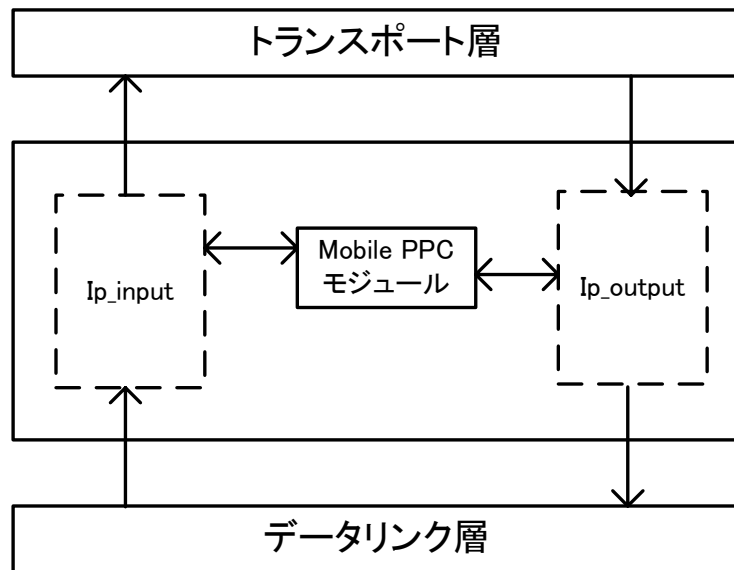 トランスポート層
Mobile PPC
モジュール
Ip_input
Ip_output
データリンク層